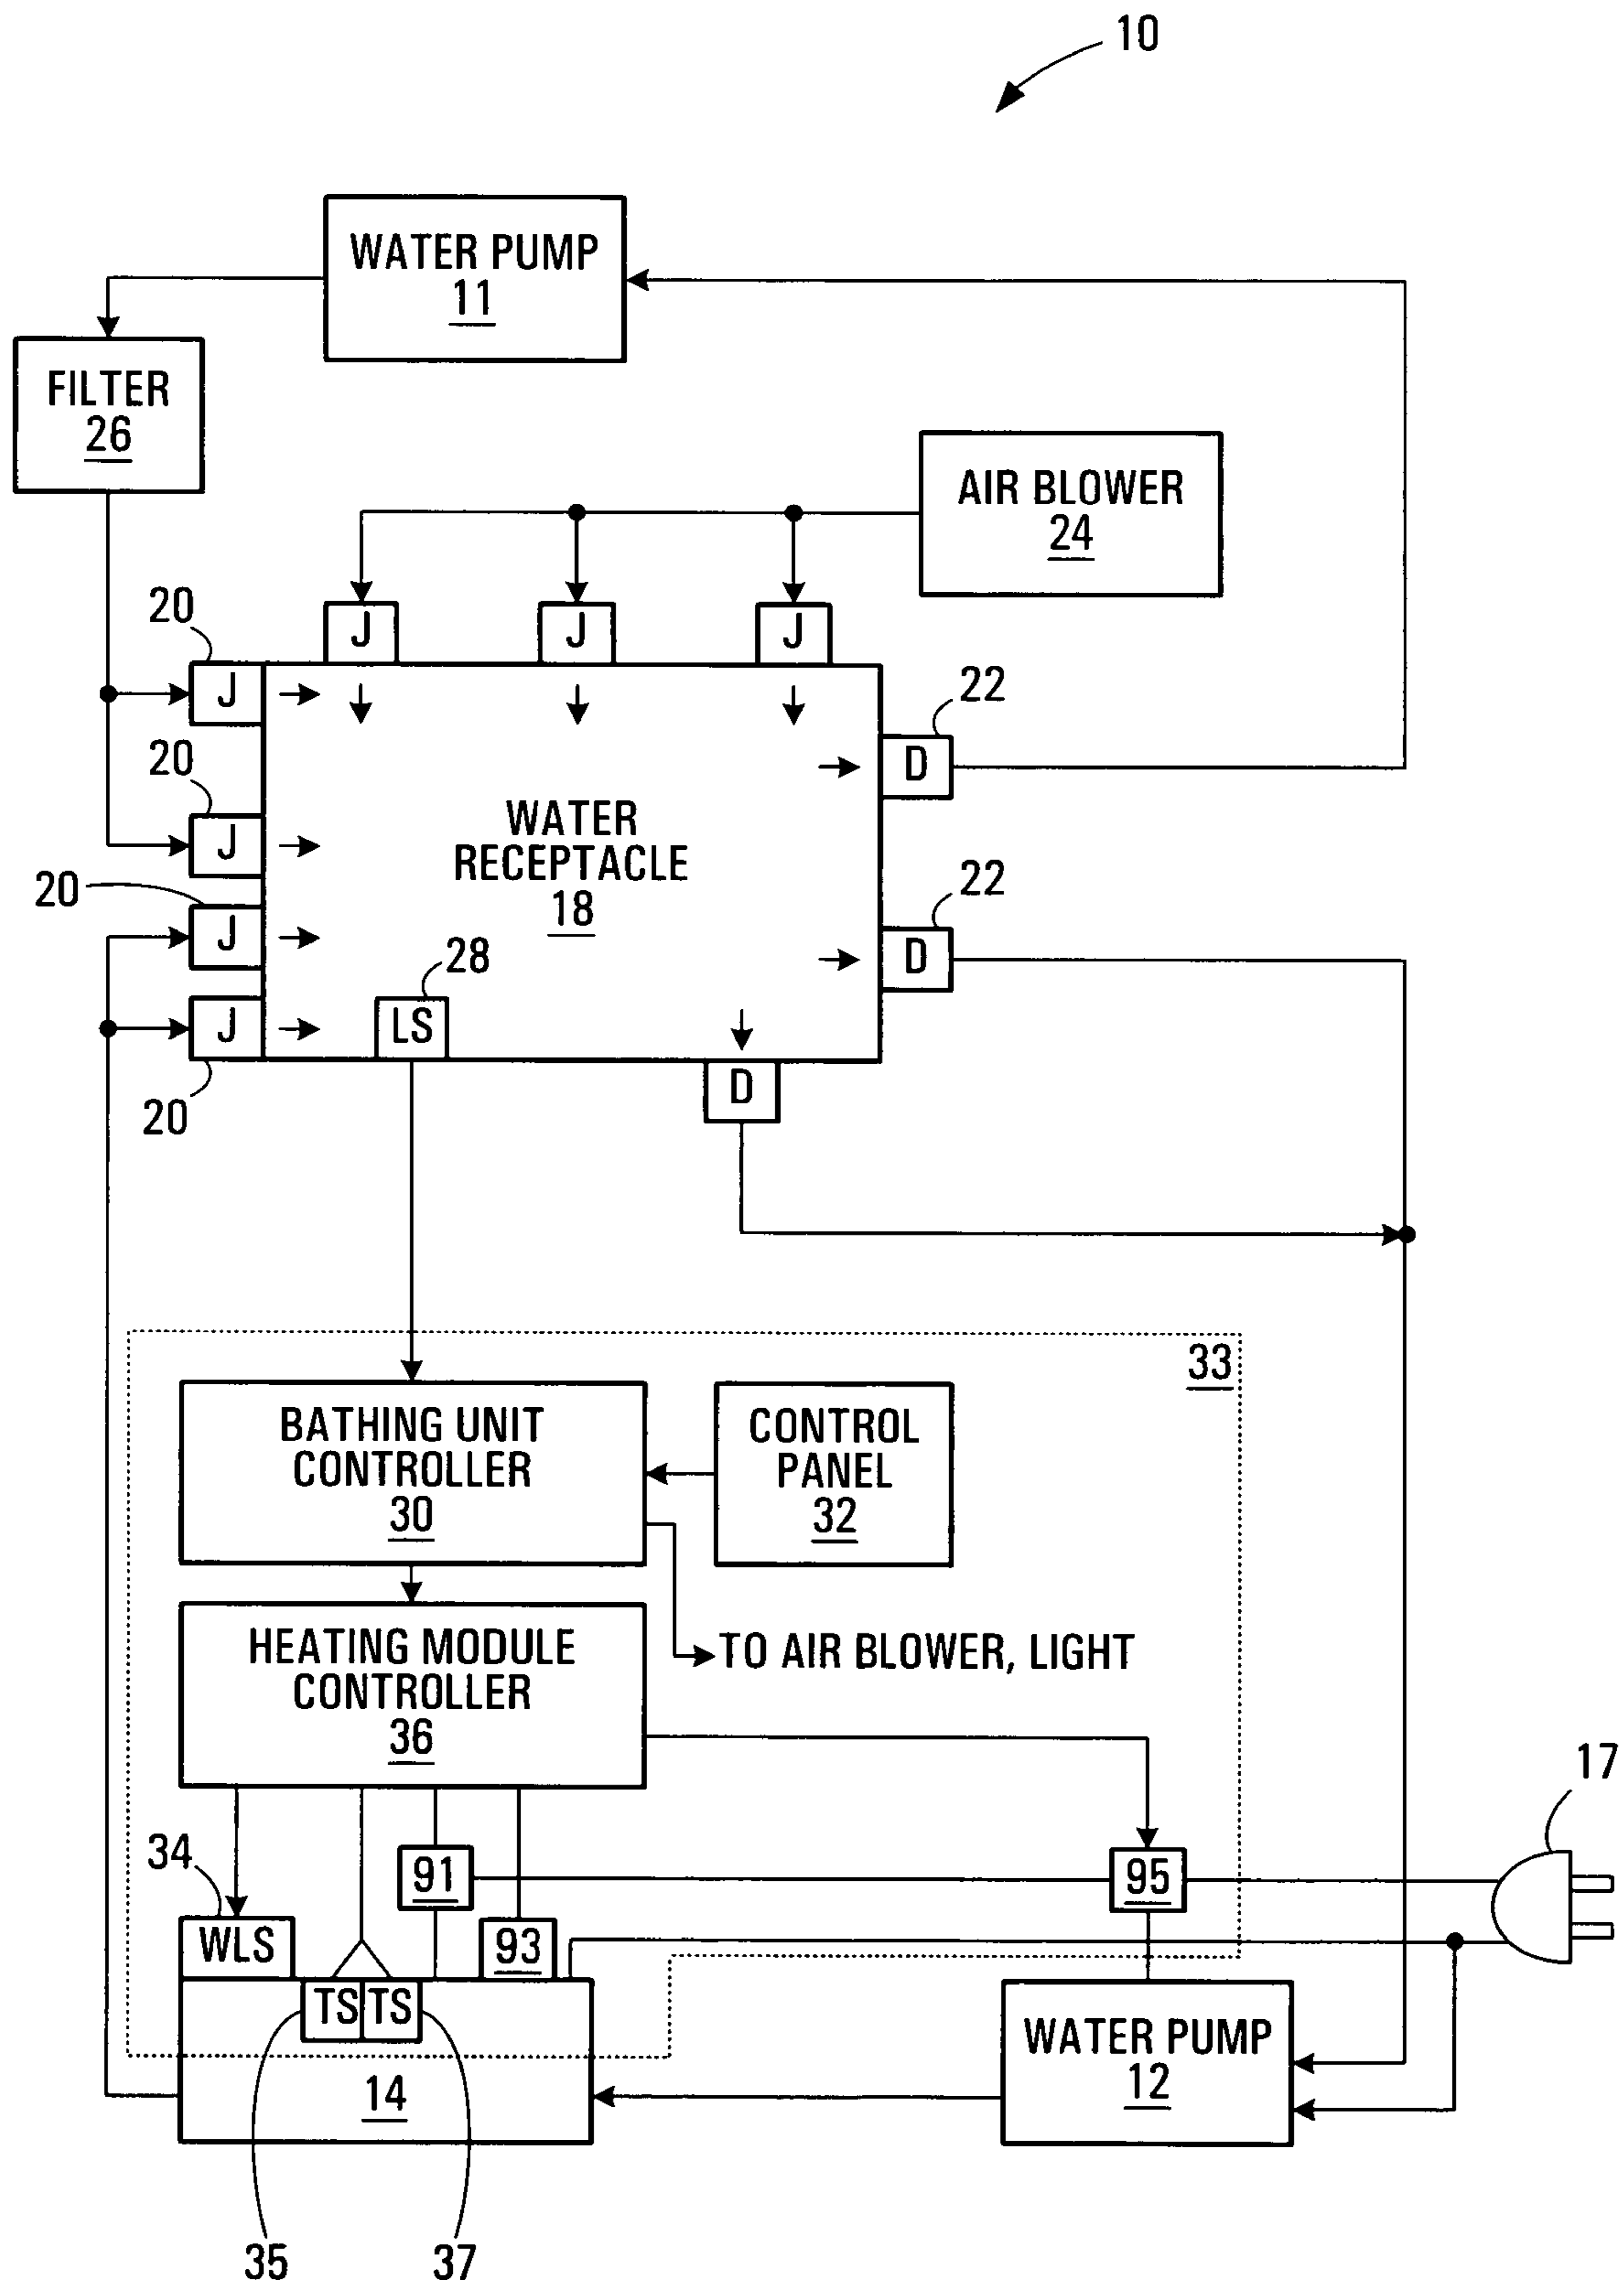 10
WATER PUMP
11
FILTER
26
AIR BLOWER
24
20
J
J
J
J
22
D
20
J
WATER
RECEPTACLE
18
20
J
22
D
28
LS
J
20
D
33
BATHING UNIT
CONTROLLER
30
CONTROL
PANEL
32
HEATING MODULE
CONTROLLER
36
TO AIR BLOWER, LIGHT
17
34
91
95
WLS
93
TS
TS
WATER PUMP
12
14
35
37